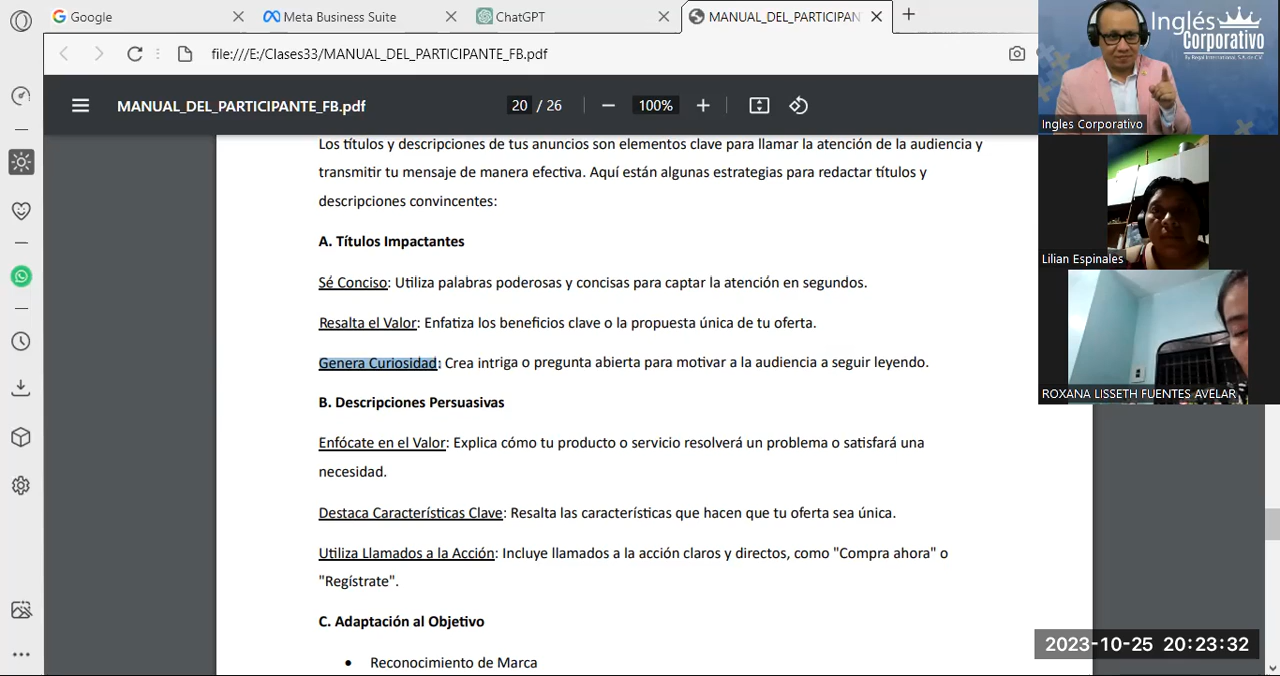 Google
Meta Business Suite
ChatGPT
MANUAL_DEL_PARTICIPAN
file:///E:/Clases33/MANUAL_DEL_PARTICIPANTE_FB.pdf
MANUAL_DEL_PARTICIPANTE_FB.pdf
20 / 26
100%
Los títulos y descripciones de tus anuncios son elementos clave para llamar la atención de la audiencia y
transmitir tu mensaje de manera efectiva. Aquí están algunas estrategias para redactar títulos y
descripciones convincentes:
A. Títulos Impactantes
Sé Conciso: Utiliza palabras poderosas y concisas para captar la atención en segundos.
Resalta el Valor: Enfatiza los beneficios clave o la propuesta única de tu oferta.
Genera Curiosidad: Crea intriga o pregunta abierta para motivar a la audiencia a seguir leyendo.
B. Descripciones Persuasivas
Enfócate en el Valor: Explica cómo tu producto o servicio resolverá un problema o satisfará una
necesidad.
Destaca Características Clave: Resalta las características que hacen que tu oferta sea única.
Utiliza Llamados a la Acción: Incluye llamados a la acción claros y directos, como "Compra ahora" o
"Regístrate".
C. Adaptación al Objetivo
• Reconocimiento de Marca
Inglés
Corporativo
Tu Regal International, S.A. de C.V.
Ingles Corporativo
Lilian Espinales
ROXANA LISSETH FUENTES AVELAR
2023-10-25 20:23:32